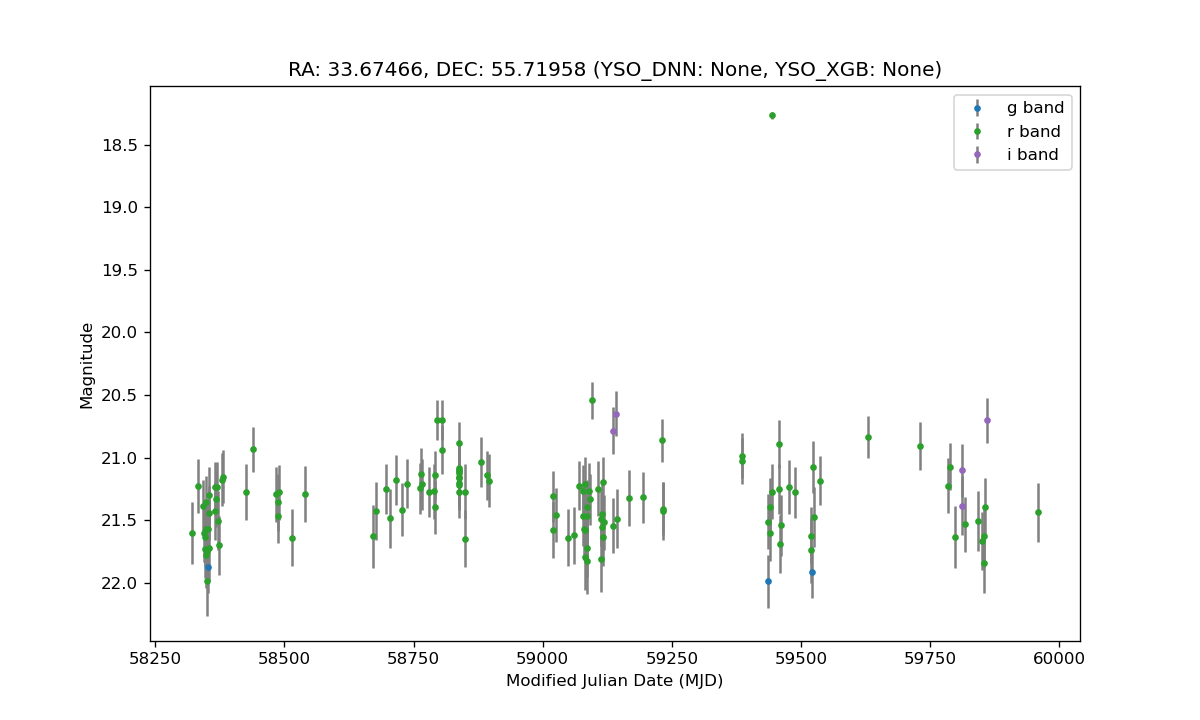 RA: 33.67466, DEC: 55.71958 (YSO_DNN: None, YSO_XGB: None)
g band
r band
i band
18.5
19.0
19.5
20.0
20.5
21.0
21.5
22.0
Magnitude
58250 58500 58750 59000 59250 59500 59750 60000
Modified Julian Date (MJD)